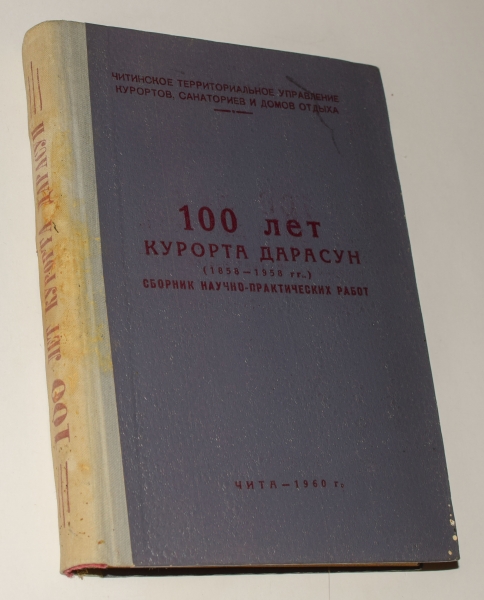 ЧИТИНСКОЕ ТЕРРИТОРИАЛЬНОЕ УПРАВЛЕНИЕ
КУРОРТОВ, САНАТОРИЕВ И ДОМОВ ОТДЫХА
100 лет
КУРОРТА ДАРАСУН
(1858—1958 гг.)
СБОРНИК НАУЧНО-ПРАКТИЧЕСКИХ РАБОТ
ЧИТА — 1960 г.
100 ЛЕТ КУРОРТА ДАРАСУН